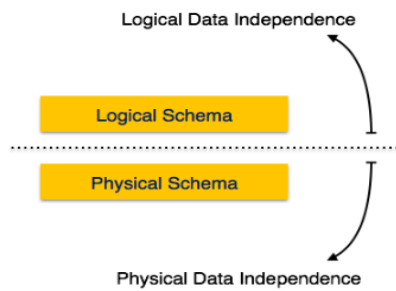 Logical Data Independence
Logical Schema
Physical Schema
Physical Data Independence